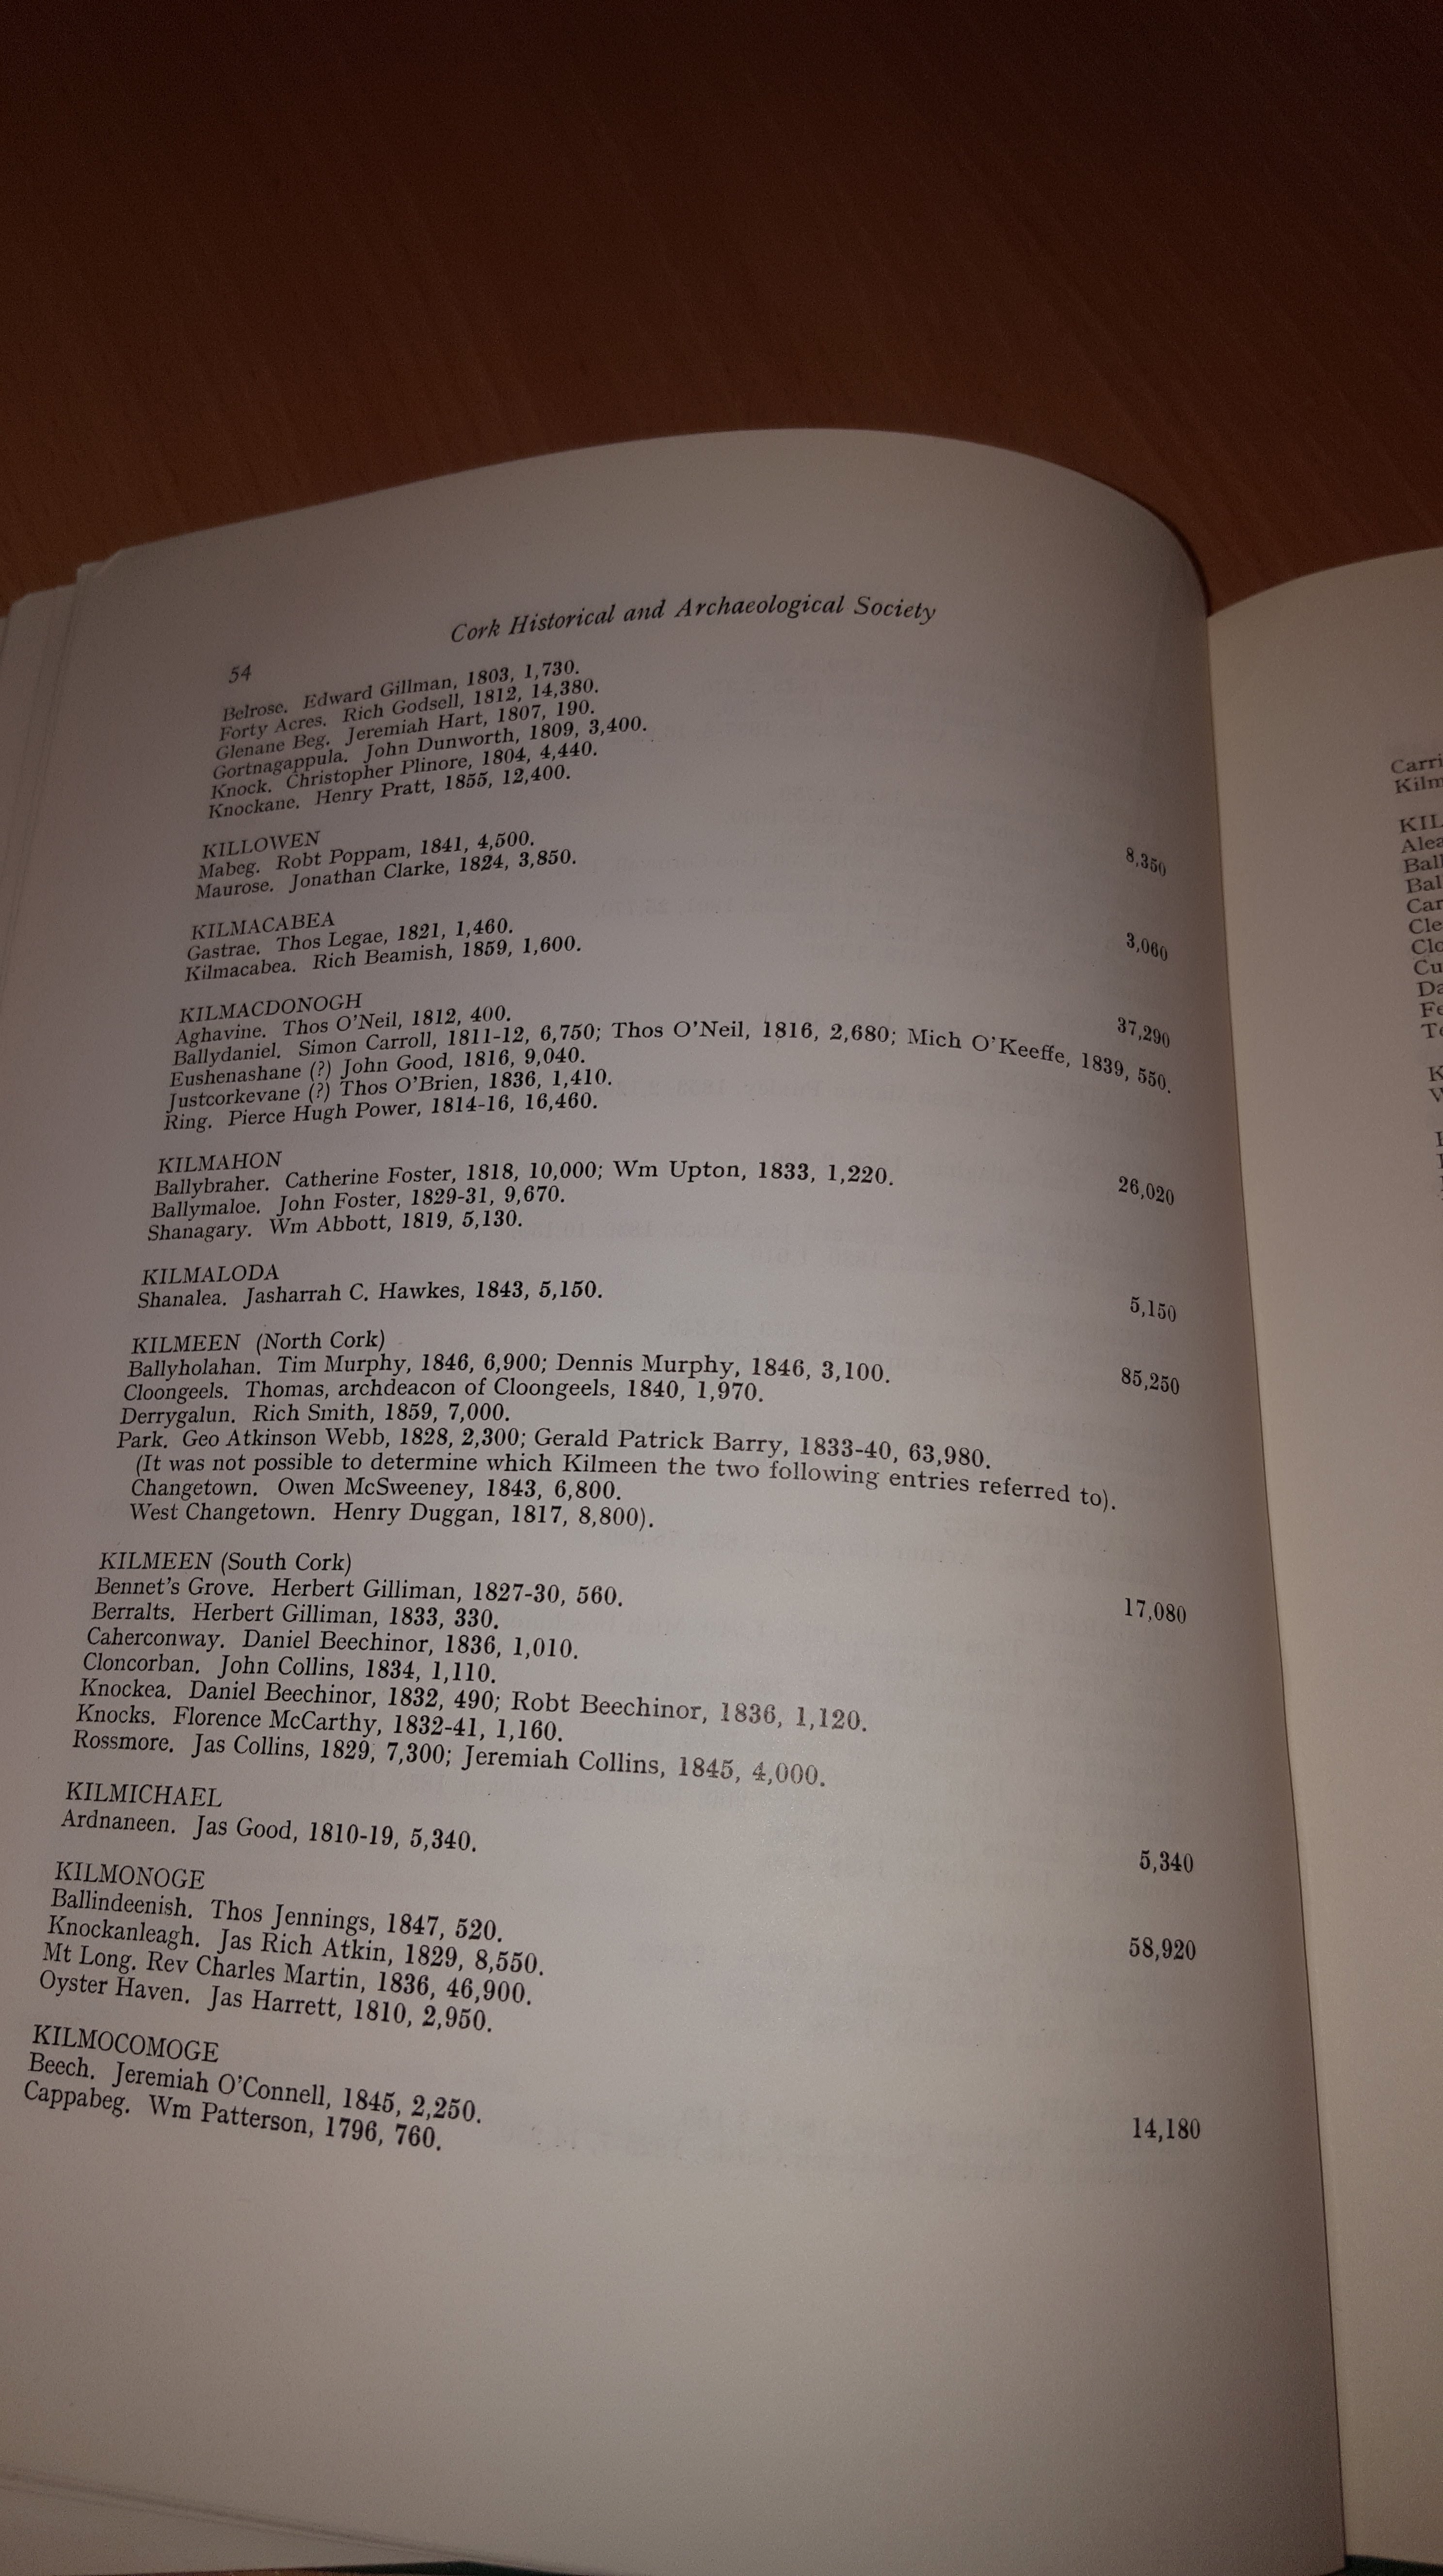 Cork Historical and Archaeological Society
54
Belrose. Edward Gillman, 1803, 1,730.
Forty Acres. Rich Godsell, 1812, 14,380.
Glenane Beg. Jeremiah Hart, 1807, 190.
Gortnagappula. John Dunworth, 1809, 3,400.
Knock. Christopher Plinore, 1804, 4,440.
Knockane. Henry Pratt, 1855, 12,400.
KILLOWEN 8,350
Mabeg. Robt Poppam, 1841, 4,500.
Maurose. Jonathan Clarke, 1824, 3,850.
KILMACABEA 3,060
Gastrae. Thos Legae, 1821, 1,460.
Kilmacabea. Rich Beamish, 1859, 1,600.
KILMACDONOGH 37,290
Aghavine. Thos O'Neil, 1812, 400.
Ballydaniel. Simon Carroll, 1811-12, 6,750; Thos O'Neil, 1816, 2,680; Mich O'Keeffe, 1839, 550.
Eushenashane (?) John Good, 1816, 9,040.
Justcorkevane (?) Thos O'Brien, 1836, 1,410.
Ring. Pierce Hugh Power, 1814-16, 16,460.
KILMAHON 26,020
Ballybraher. Catherine Foster, 1818, 10,000; Wm Upton, 1833, 1,220.
Ballymaloe. John Foster, 1829-31, 9,670.
Shanagary. Wm Abbott, 1819, 5,130.
KILMALODA 5,150
Shanalea. Jasharrah C. Hawkes, 1843, 5,150.
KILMEEN (North Cork) 85,250
Ballyholahan. Tim Murphy, 1846, 6,900; Dennis Murphy, 1846, 3,100.
Cloongeels. Thomas, archdeacon of Cloongeels, 1840, 1,970.
Derrygalun. Rich Smith, 1859, 7,000.
Park. Geo Atkinson Webb, 1828, 2,300; Gerald Patrick Barry, 1833-40, 63,980.
(It was not possible to determine which Kilmeen the two following entries referred to).
Changetown. Owen McSweeney, 1843, 6,800.
West Changetown. Henry Duggan, 1817, 8,800).
KILMEEN (South Cork) 17,080
Bennet's Grove. Herbert Gilliman, 1827-30, 560.
Berralts. Herbert Gilliman, 1833, 330.
Caherconway. Daniel Beechinor, 1836, 1,010.
Cloncorban. John Collins, 1834, 1,110.
Knockea. Daniel Beechinor, 1832, 490; Robt Beechinor, 1836, 1,120.
Knocks. Florence McCarthy, 1832-41, 1,160.
Rossmore. Jas Collins, 1829, 7,300; Jeremiah Collins, 1845, 4,000.
KILMICHAEL 5,340
Ardnaneen. Jas Good, 1810-19, 5,340.
KILMONOGE 58,920
Ballindeenish. Thos Jennings, 1847, 520.
Knockanleagh. Jas Rich Atkin, 1829, 8,550.
Mt Long. Rev Charles Martin, 1836, 46,900.
Oyster Haven. Jas Harrett, 1810, 2,950.
KILMOCOMOGE 14,180
Beech. Jeremiah O'Connell, 1845, 2,250.
Cappabeg. Wm Patterson, 1796, 760.
Carri
Kilm
KIL
Alea
Ball
Bal
Car
Cle
Clo
Cu
Da
Fe